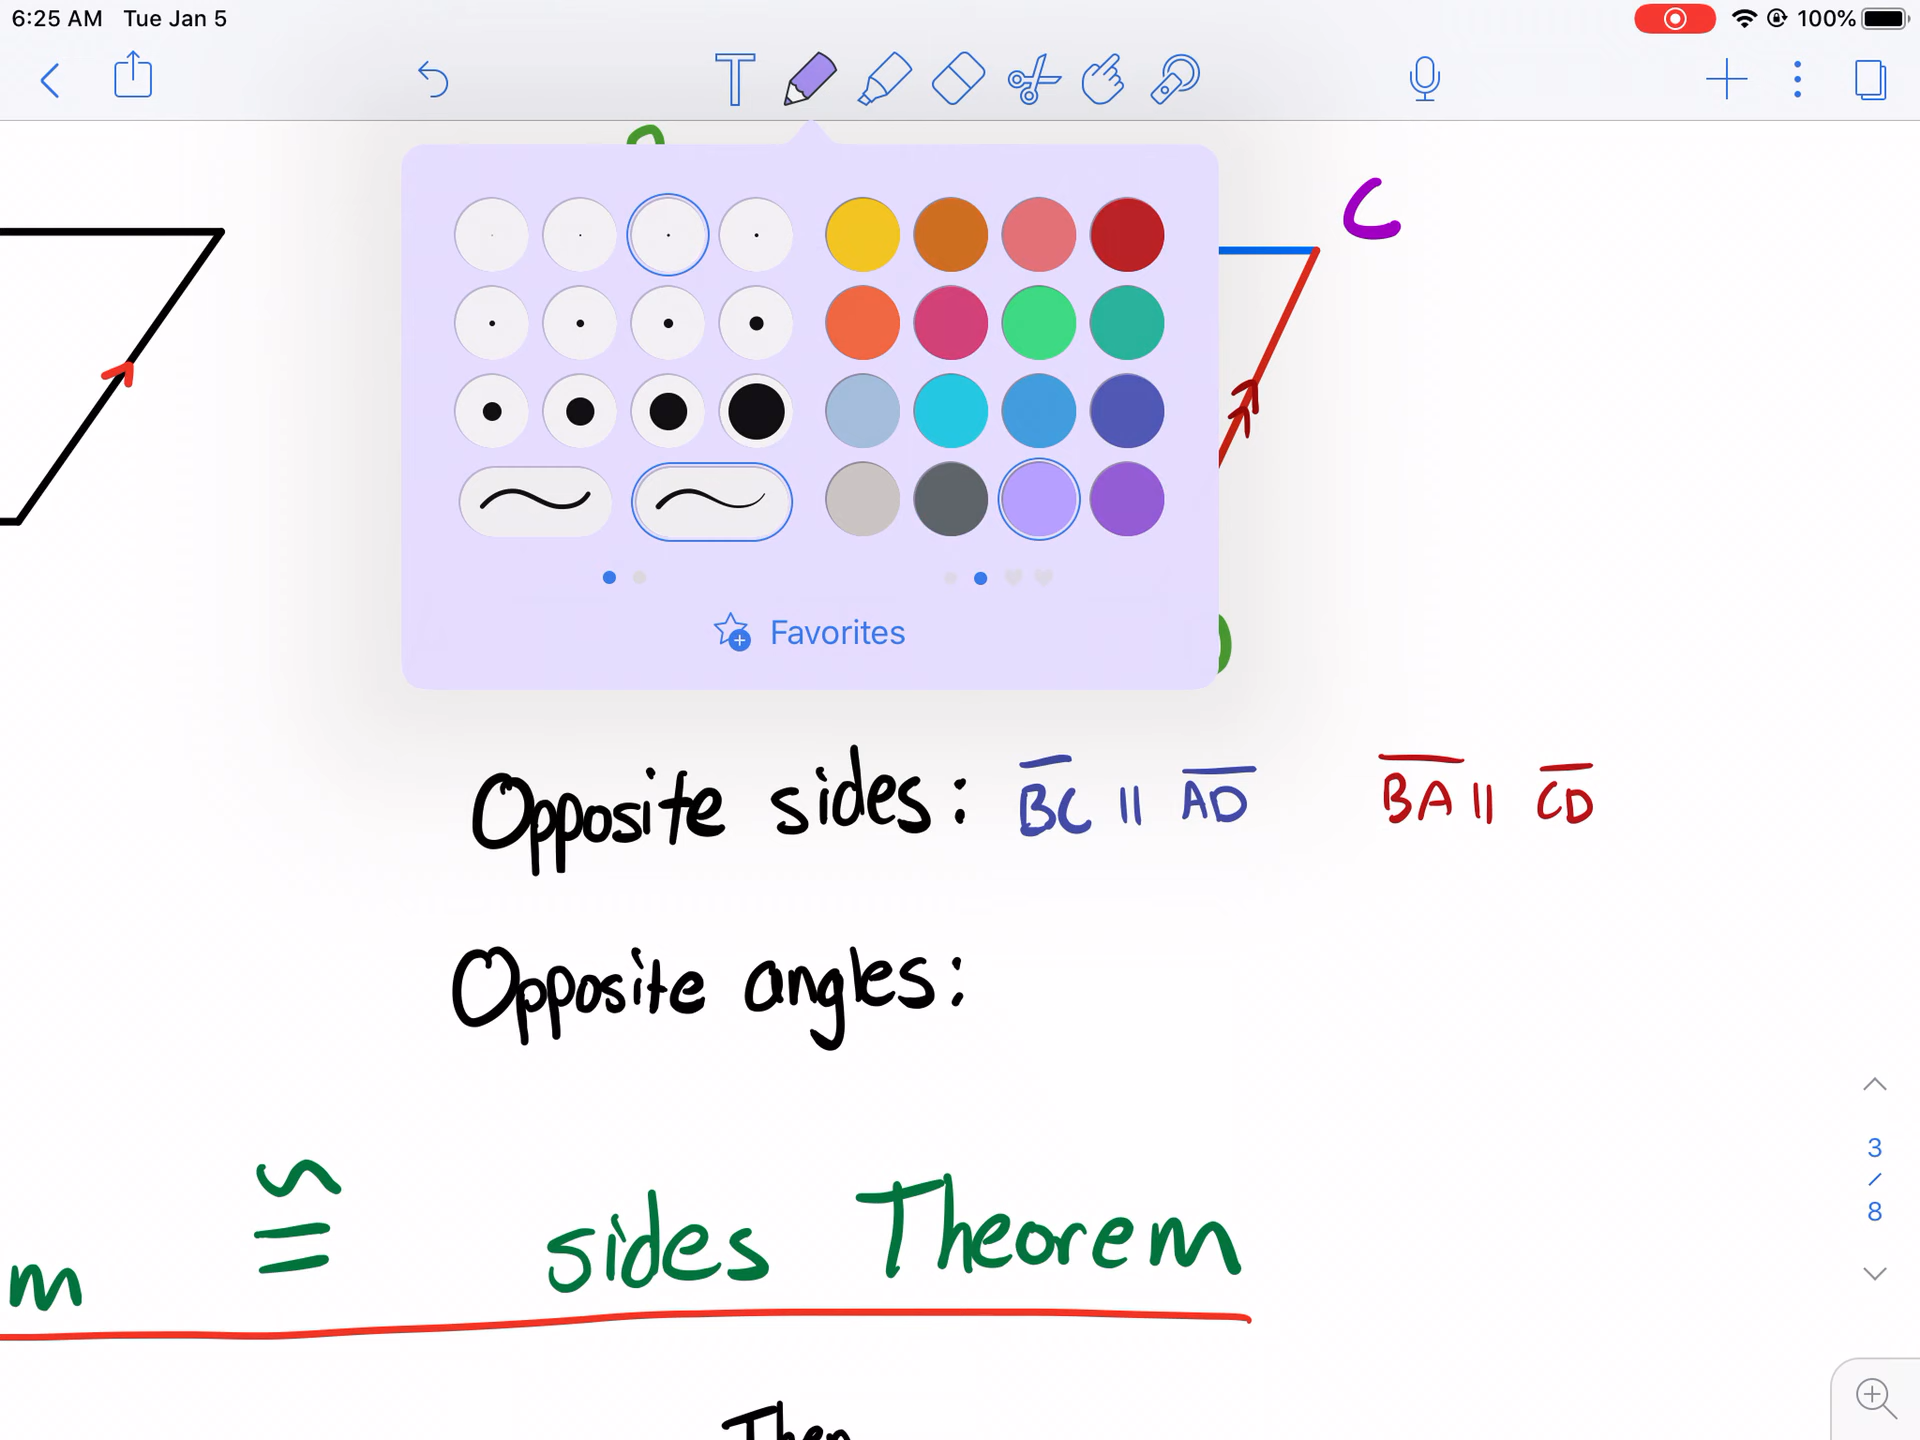 6:25 AM Tue Jan 5 100%
T
C
Favorites
Opposite sides: BC || AD BA || CD
Opposite angles:
3
/
8
m ≅ sides Theorem
Then